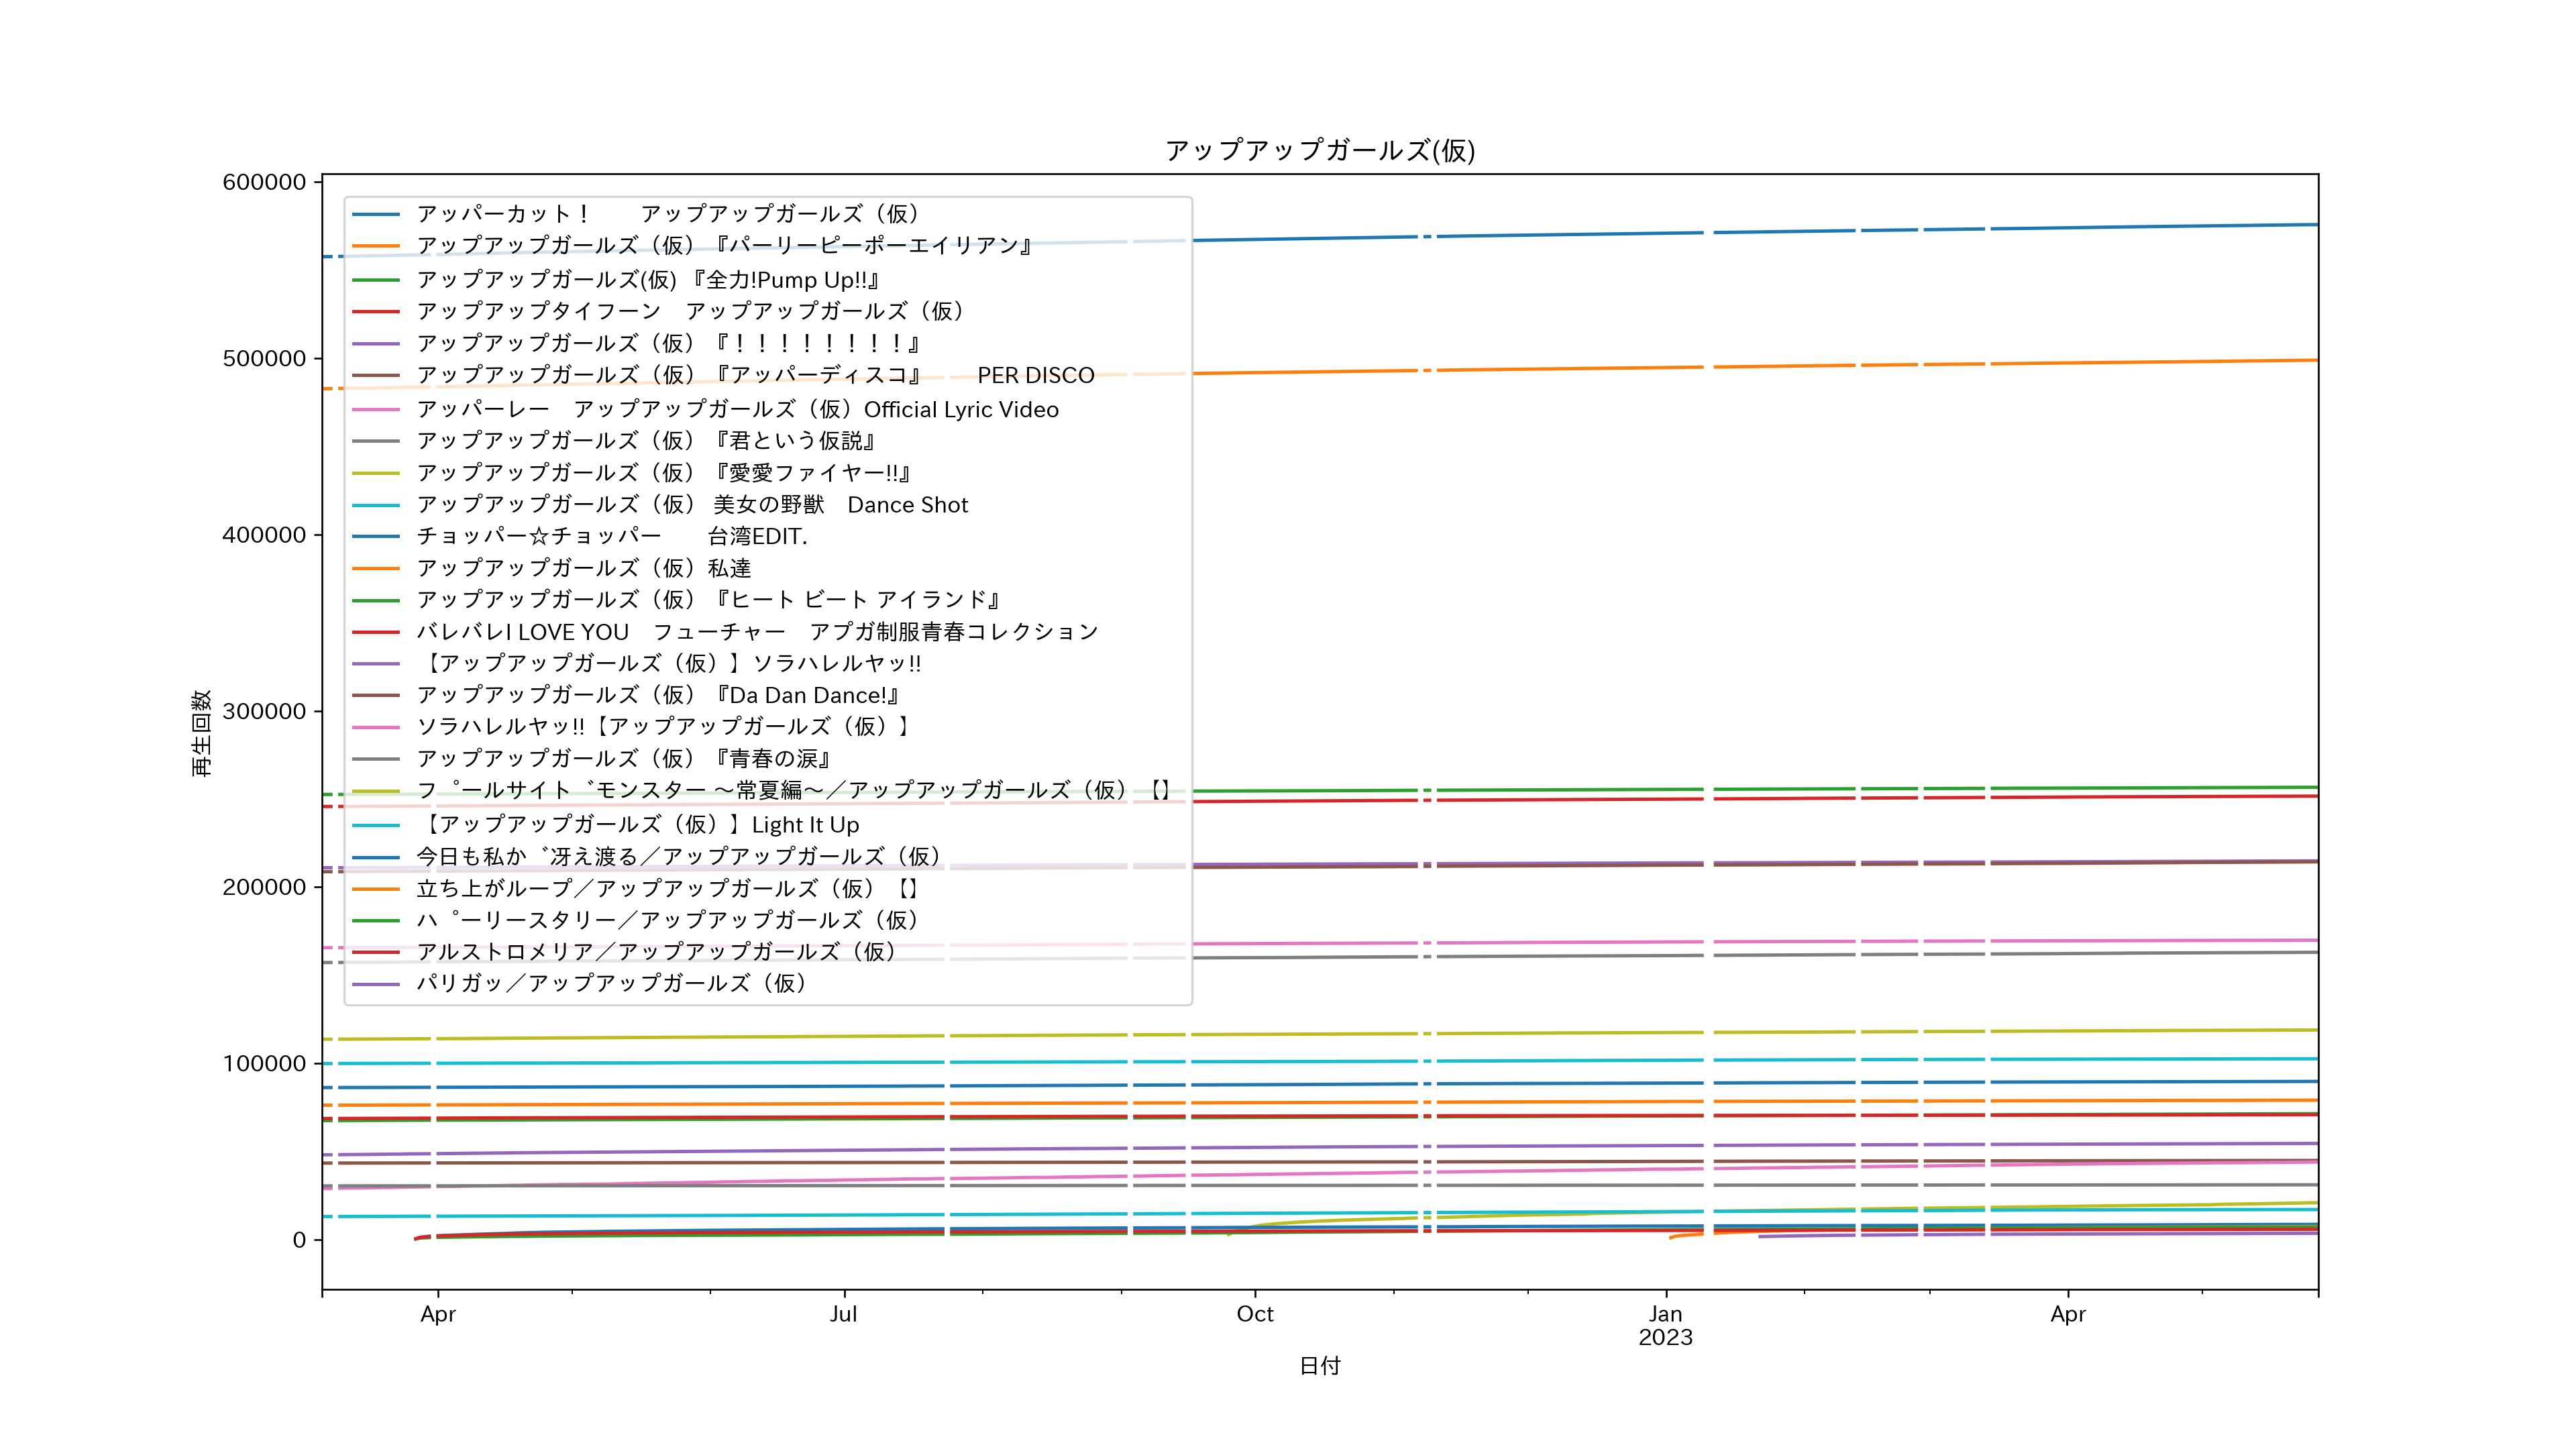 アップアップガールズ(仮)
600000
500000
400000
300000
200000
100000
0
再生回数
アッパーカット！　　アップアップガールズ（仮）
アップアップガールズ（仮）『パーリーピーポーエイリアン』
アップアップガールズ(仮) 『全力!Pump Up!!』
アップアップタイフーン　アップアップガールズ（仮）
アップアップガールズ（仮）『！！！！！！！！』
アップアップガールズ（仮）『アッパーディスコ』　　PER DISCO
アッパーレー　アップアップガールズ（仮）Official Lyric Video
アップアップガールズ（仮）『君という仮説』
アップアップガールズ（仮）『愛愛ファイヤー!!』
アップアップガールズ（仮） 美女の野獣　Dance Shot
チョッパー☆チョッパー　　台湾EDIT.
アップアップガールズ（仮）私達
アップアップガールズ（仮）『ヒート ビート アイランド』
バレバレI LOVE YOU　フューチャー　アプガ制服青春コレクション
【アップアップガールズ（仮）】ソラハレルヤッ!!
アップアップガールズ（仮）『Da Dan Dance!』
ソラハレルヤッ!!【アップアップガールズ（仮）】
アップアップガールズ（仮）『青春の涙』
フ゜ールサイト゛モンスター 〜常夏編〜／アップアップガールズ（仮）【】
【アップアップガールズ（仮）】Light It Up
今日も私か゛冴え渡る／アップアップガールズ（仮）
立ち上がループ／アップアップガールズ（仮）【】
ハ゜ーリースタリー／アップアップガールズ（仮）
アルストロメリア／アップアップガールズ（仮）
パリガッ／アップアップガールズ（仮）
Apr Jul Oct Jan Apr
2023
日付